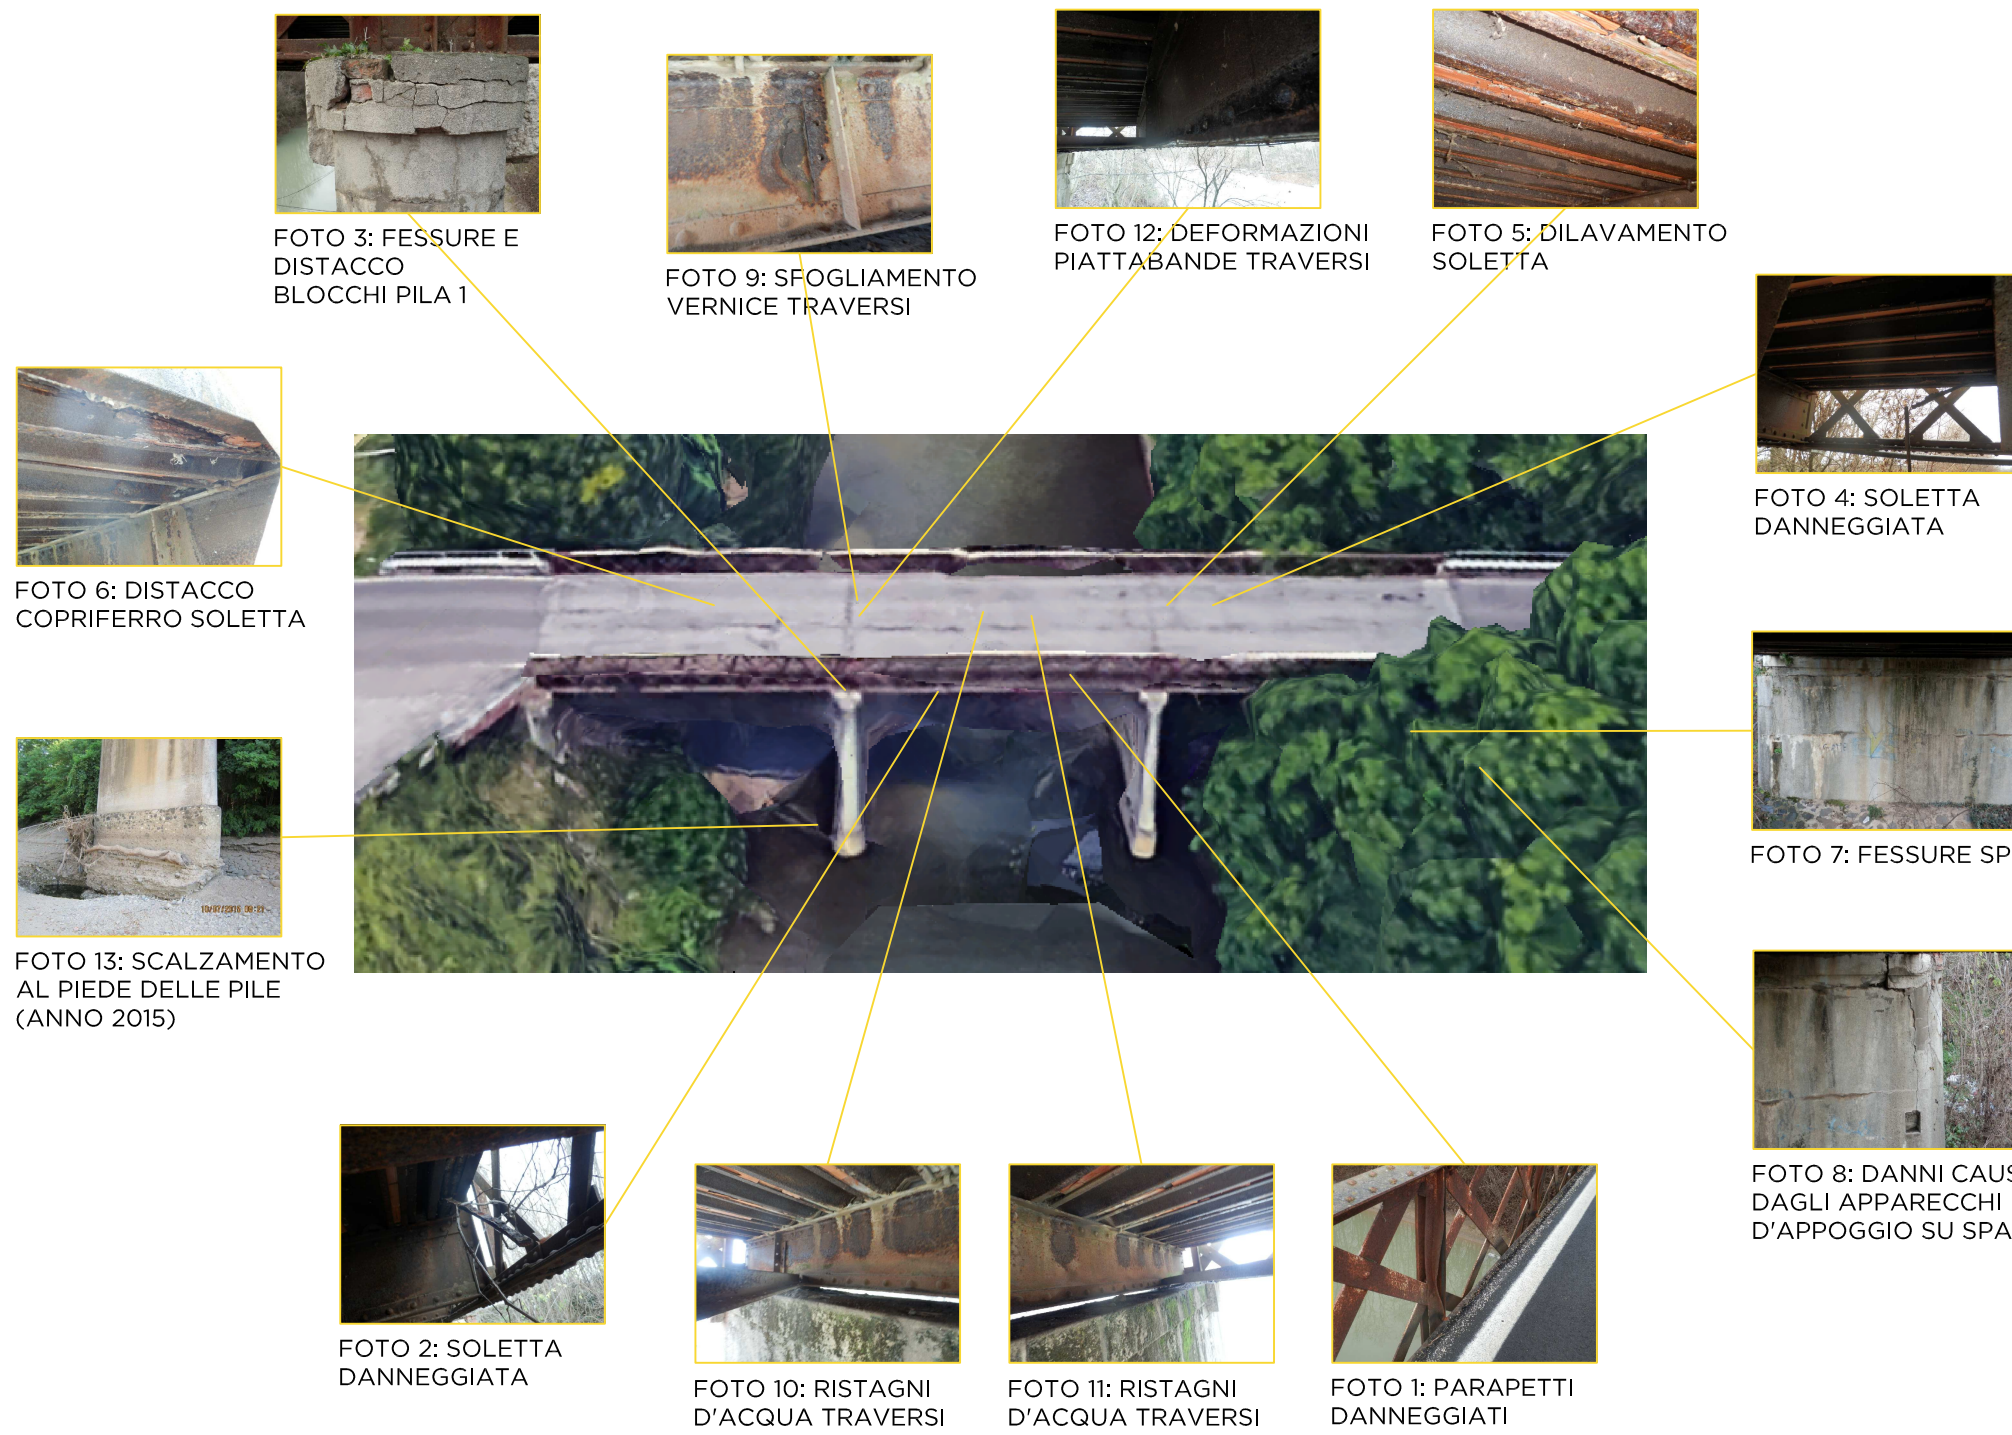 FOTO 3: FESSURE E
DISTACCO
BLOCCHI PILA 1
FOTO 9: SFOGLIAMENTO
VERNICE TRAVERSI
FOTO 12: DEFORMAZIONI
PIATTABANDE TRAVERSI
FOTO 5: DILAVAMENTO
SOLETTA
FOTO 4: SOLETTA
DANNEGGIATA
FOTO 6: DISTACCO
COPRIFERRO SOLETTA
FOTO 7: FESSURE SP
FOTO 13: SCALZAMENTO
AL PIEDE DELLE PILE
(ANNO 2015)
FOTO 8: DANNI CAUS
DAGLI APPARECCHI
D'APPOGGIO SU SPA
FOTO 2: SOLETTA
DANNEGGIATA
FOTO 10: RISTAGNI
D'ACQUA TRAVERSI
FOTO 11: RISTAGNI
D'ACQUA TRAVERSI
FOTO 1: PARAPETTI
DANNEGGIATI